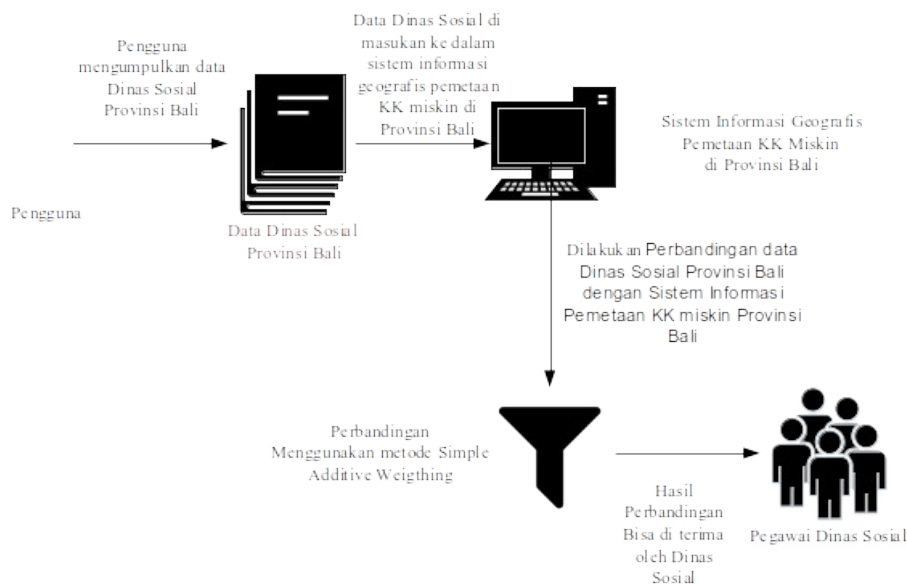 Pengguna
mengumpulkan data
Dinas Sosial
Provinsi Bali
Data Dinas Sosial di
masukan ke dalam
sistem informasi
geografis pemetaan
KK miskin di
Provinsi Bali
Sistem Informasi Geografis
Pemetaan KK Miskin
di Provinsi Bali
Pengguna
Data Dinas Sosial
Provinsi Bali
Dilakukan Perbandingan data
Dinas Sosial Provinsi Bali
dengan Sistem Informasi
Pemetaan KK miskin Provinsi
Bali
Perbandingan
Menggunakan metode Simple
Additive Weigthing
Hasil
Perbandingan
Bisa di terima
oleh Dinas
Sosial
Pegawai Dinas Sosial